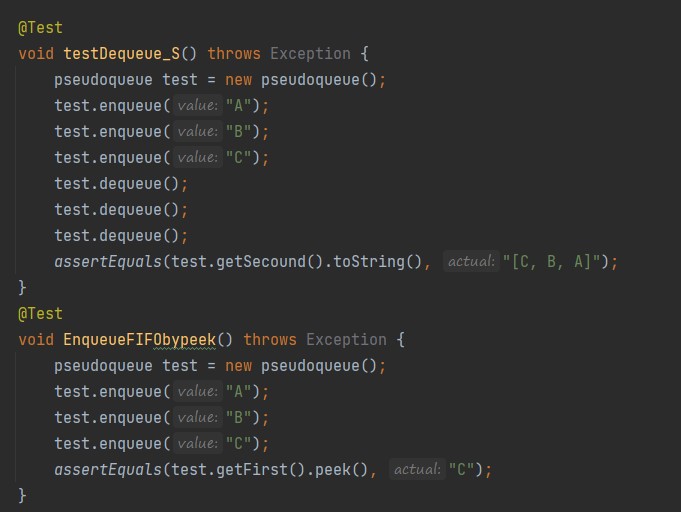 @Test
void testDequeue_S() throws Exception {
    pseudoqueue test = new pseudoqueue();
    test.enqueue( value: "A");
    test.enqueue( value: "B");
    test.enqueue( value: "C");
    test.dequeue();
    test.dequeue();
    test.dequeue();
    assertEquals(test.getSecound().toString(), actual: "[C, B, A]");
}
@Test
void EnqueueFIFObypeek() throws Exception {
    pseudoqueue test = new pseudoqueue();
    test.enqueue( value: "A");
    test.enqueue( value: "B");
    test.enqueue( value: "C");
    assertEquals(test.getFirst().peek(), actual: "C");
}